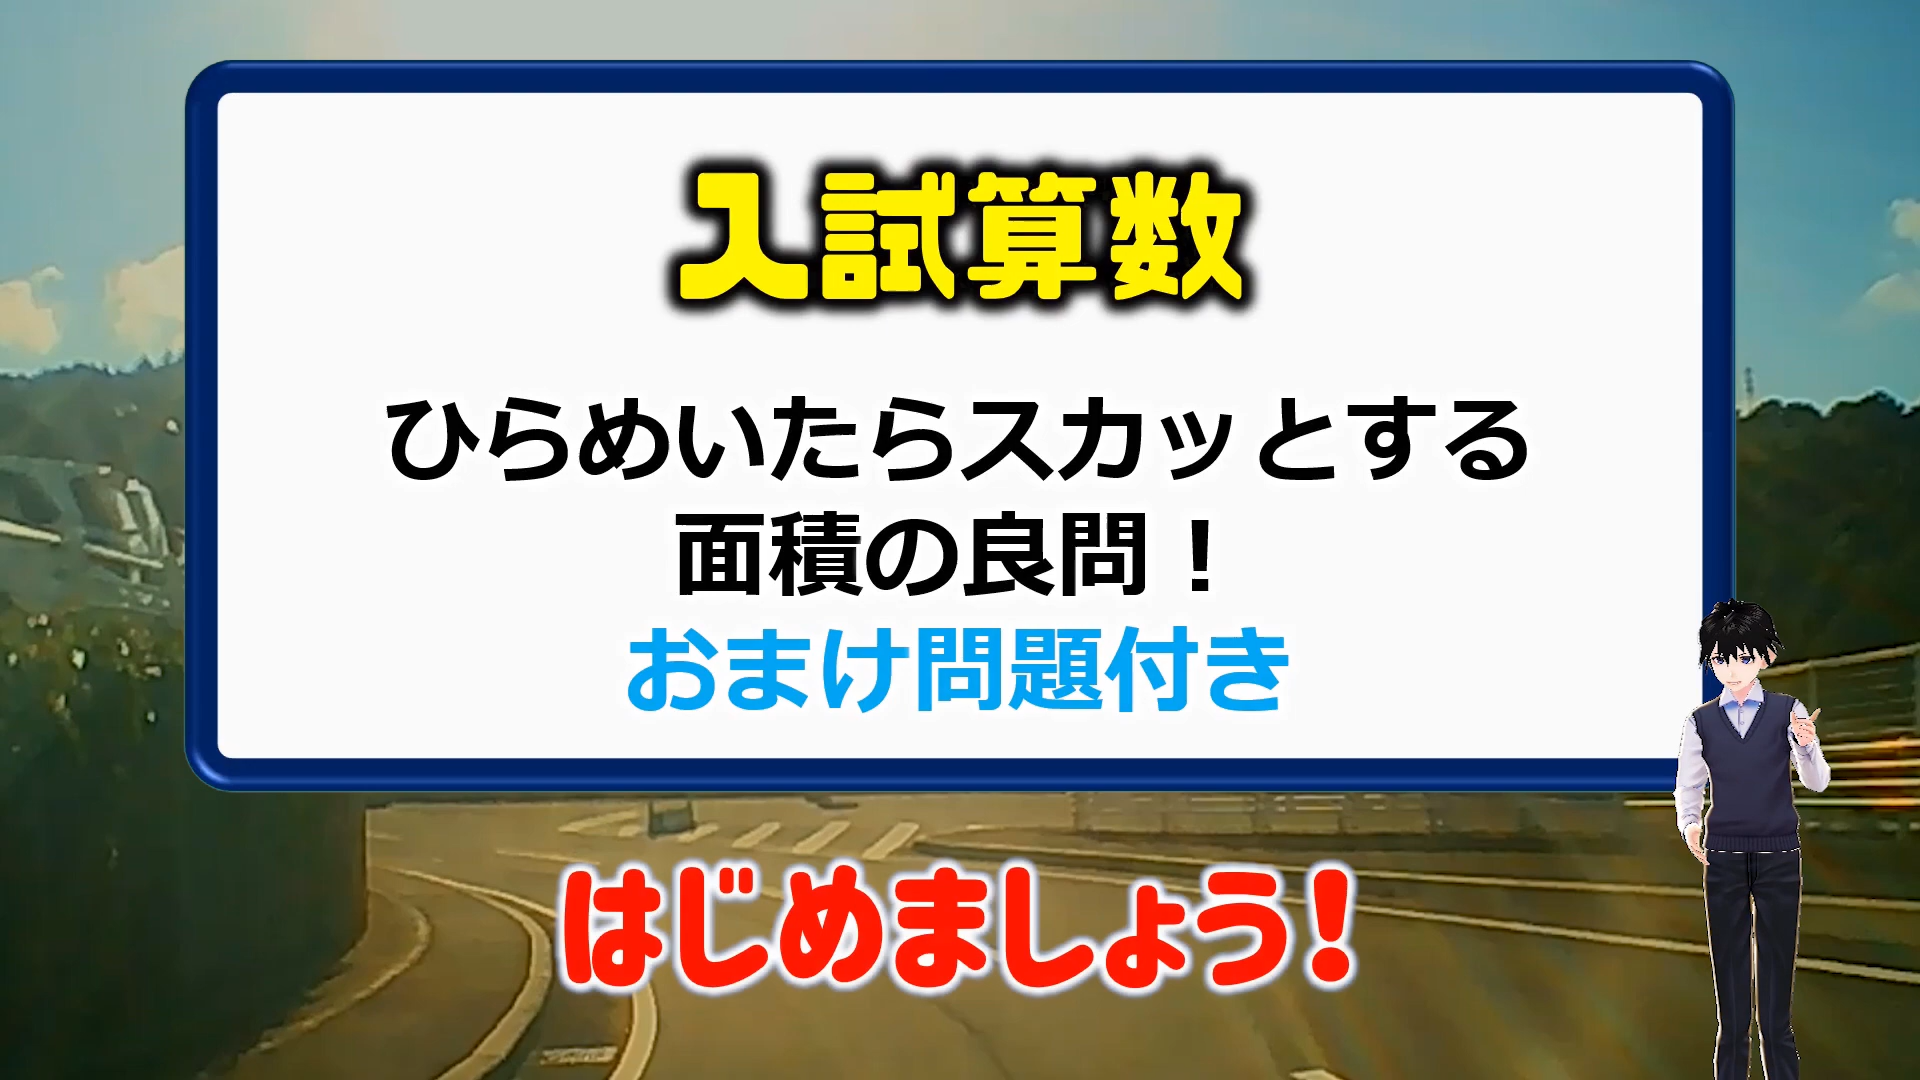 入試算数
ひらめいたらスカッとする
面積の良問！
おまけ問題付き
はじめましょう!